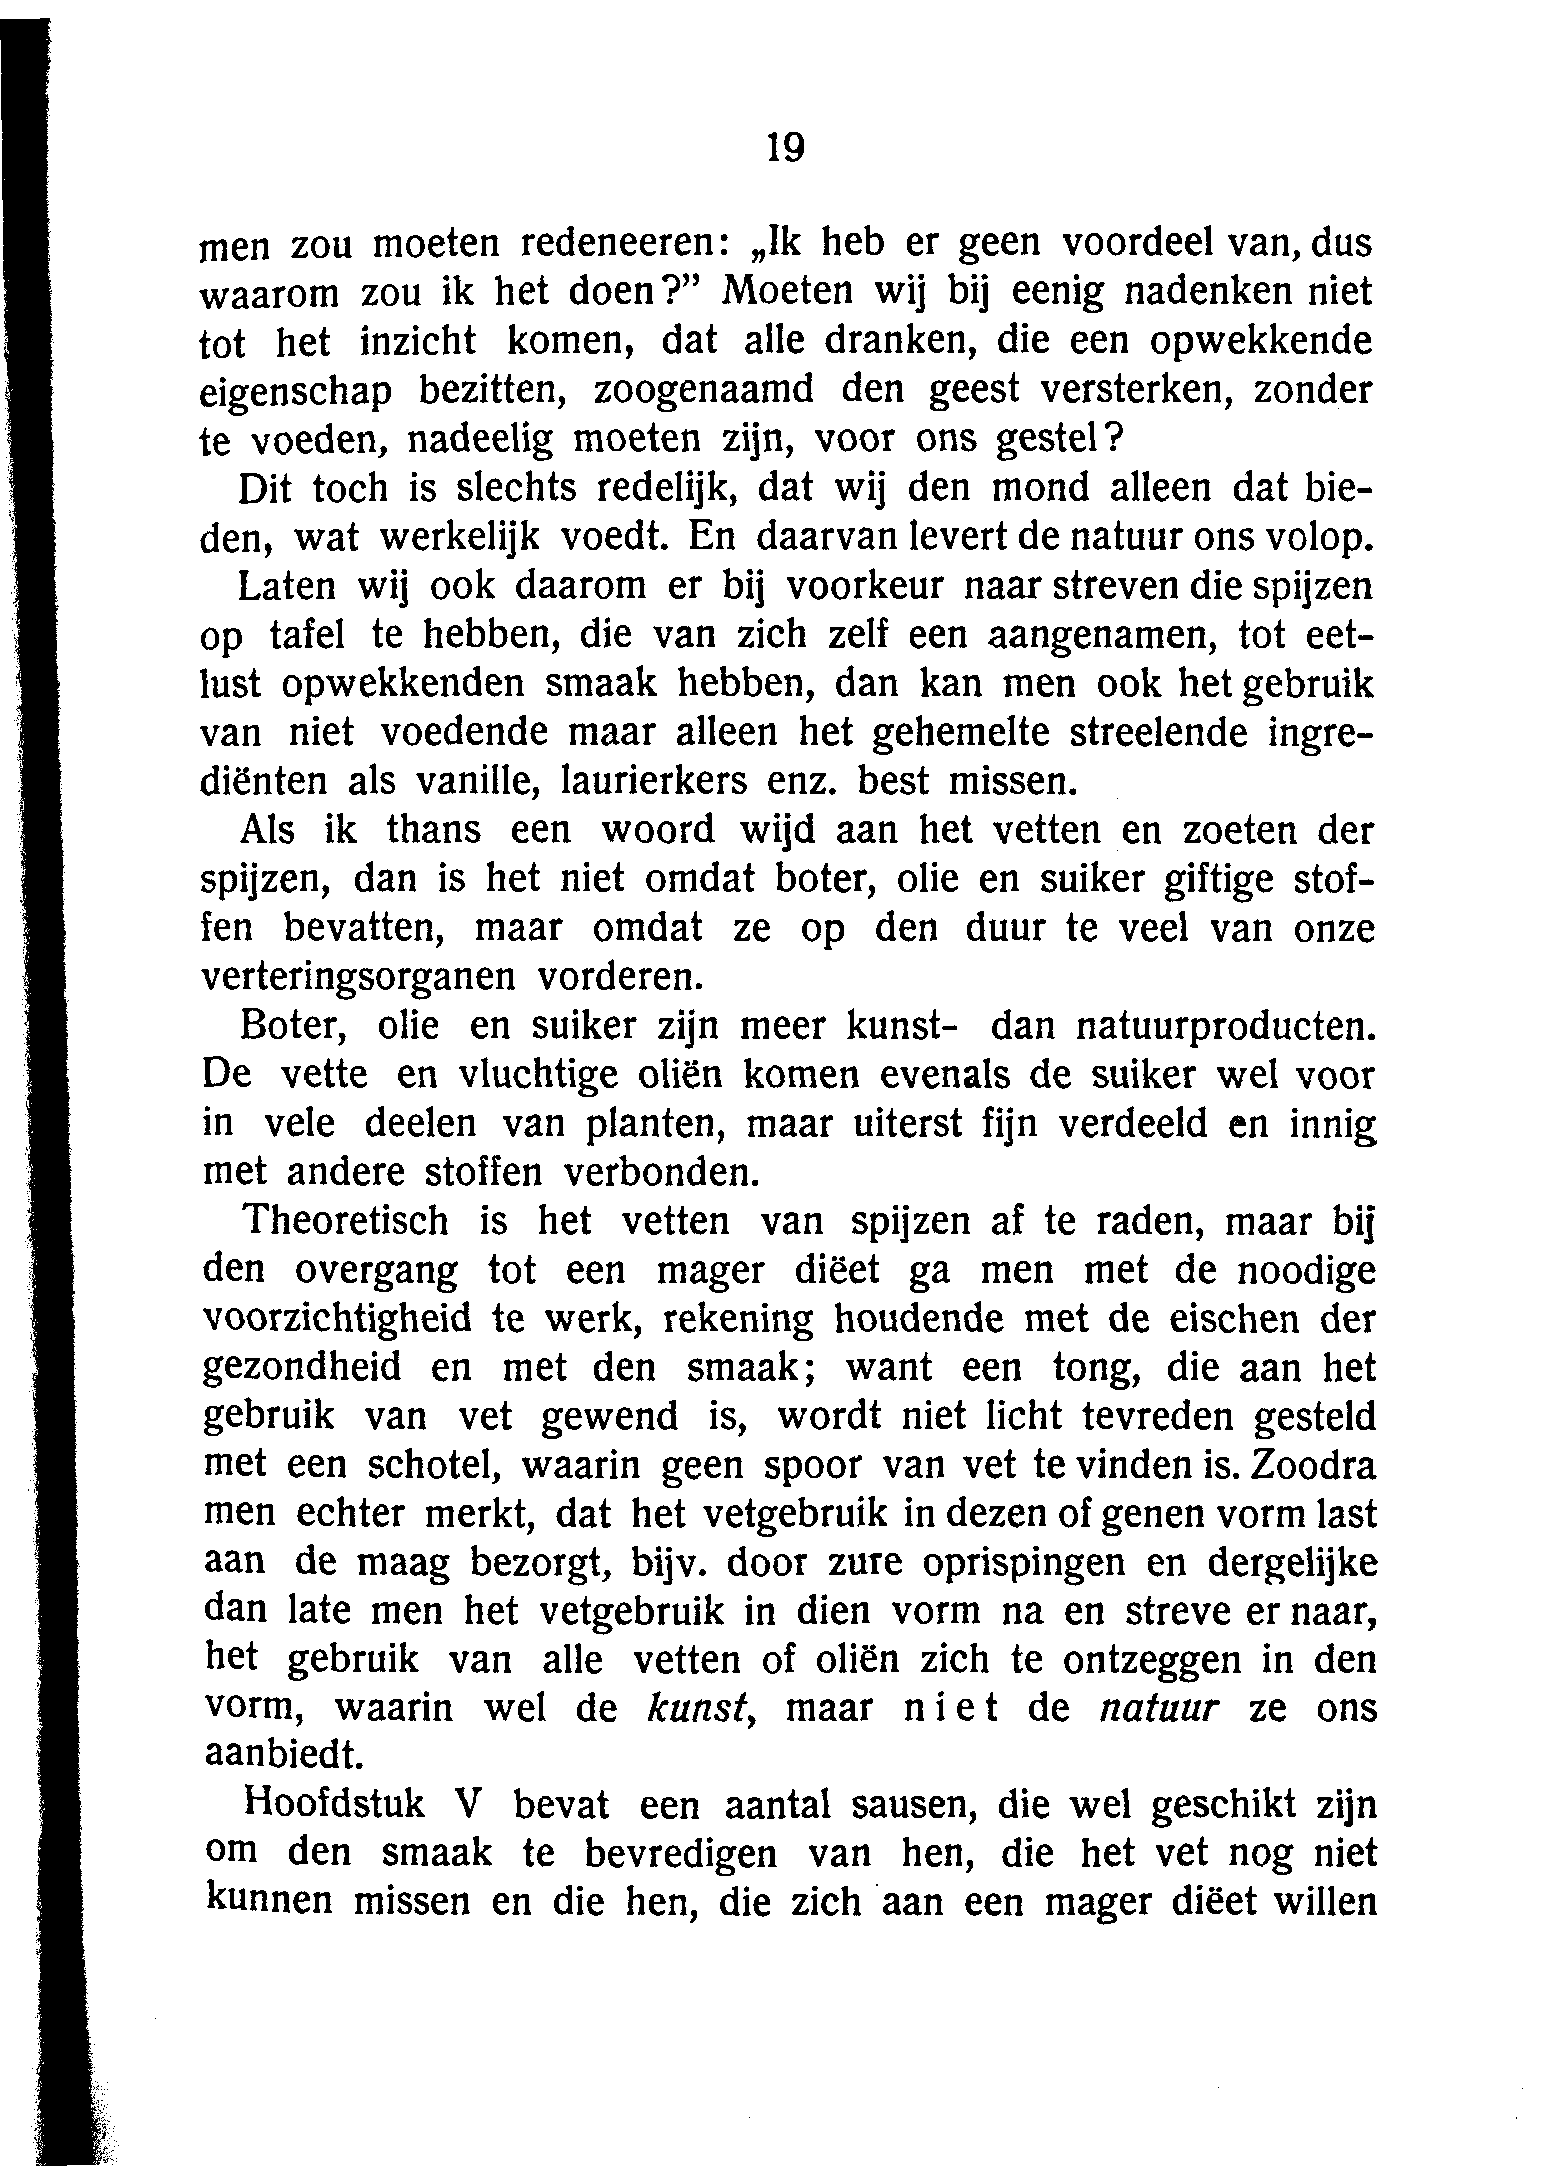 19
men zou moeten redeneeren: „Ik heb er geen voordeel van, dus
waarom zou ik het doen?” Moeten wij bij eenig nadenken niet
tot het inzicht komen, dat alle dranken, die een opwekkende
eigenschap bezitten, zoogenaamd den geest versterken, zonder
te voeden, nadeelig moeten zijn, voor ons gestel?
Dit toch is slechts redelijk, dat wij den mond alleen dat bie-
den, wat werkelijk voedt. En daarvan levert de natuur ons volop.
Laten wij ook daarom er bij voorkeur naar streven die spijzen
op tafel te hebben, die van zich zelf een aangenamen, tot eet-
lust opwekkenden smaak hebben, dan kan men ook het gebruik
van niet voedende maar alleen het gehemelte streelende ingre-
diënten als vanille, laurierkers enz. best missen.
Als ik thans een woord wijd aan het vetten en zoeten der
spijzen, dan is het niet omdat boter, olie en suiker giftige stof-
fen bevatten, maar omdat ze op den duur te veel van onze
verteringsorganen vorderen.
Boter, olie en suiker zijn meer kunst- dan natuurproducten.
De vette en vluchtige oliën komen evenals de suiker wel voor
in vele deelen van planten, maar uiterst fijn verdeeld en innig
met andere stoffen verbonden.
Theoretisch is het vetten van spijzen af te raden, maar bij
den overgang tot een mager diëet ga men met de noodige
voorzichtigheid te werk, rekening houdende met de eischen der
gezondheid en met den smaak; want een tong, die aan het
gebruik van vet gewend is, wordt niet licht tevreden gesteld
met een schotel, waarin geen spoor van vet te vinden is. Zoodra
men echter merkt, dat het vetgebruik in dezen of genen vorm last
aan de maag bezorgt, bijv. door zure oprispingen en dergelijke
dan late men het vetgebruik in dien vorm na en streve er naar,
het gebruik van alle vetten of oliën zich te ontzeggen in den
vorm, waarin wel de kunst, maar niet de natuur ze ons
aanbiedt.
Hoofdstuk V bevat een aantal sausen, die wel geschikt zijn
om den smaak te bevredigen van hen, die het vet nog niet
kunnen missen en die hen, die zich aan een mager diëet willen